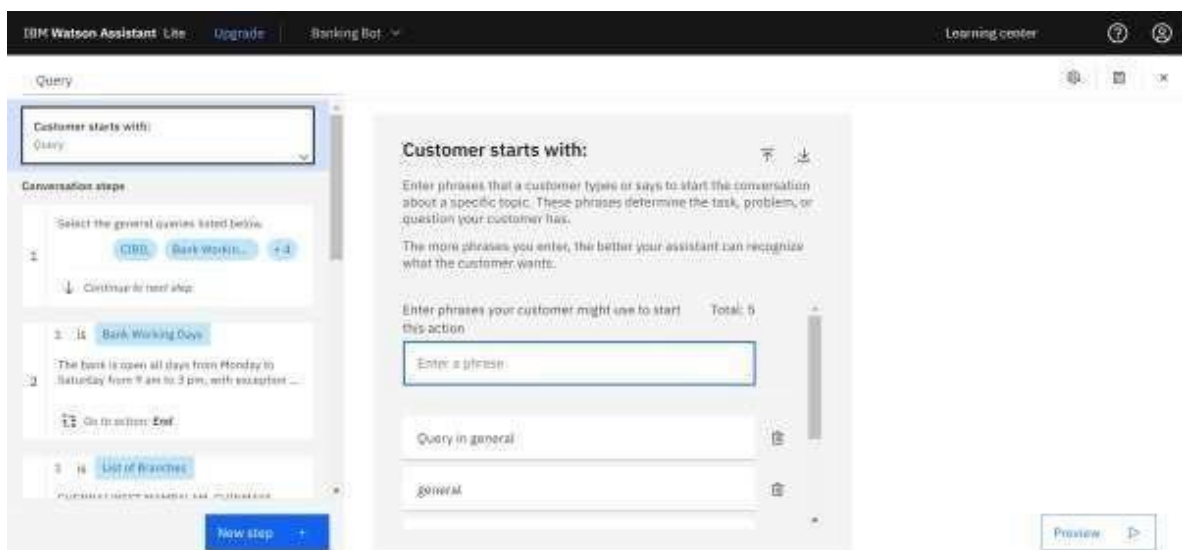 IBM Watson Assistant Lite Upgrade Banking Bot Learning center
Query
Customer starts with:
Query
Conversation steps
1
Select the general queries listed below.
CIBIL Bank Workin... + 4
Continue to next step
2
1 is Bank Working Days
The bank is open all days from Monday to
Saturday from 9 am to 3 pm, with exception ...
Go to action: End
1 is List of Branches
CHENNAI WEST MAMBALAM,
New step +
Customer starts with:
Enter phrases that a customer types or says to start the conversation
about a specific topic. These phrases determine the task, problem, or
question your customer has.
The more phrases you enter, the better your assistant can recognize
what the customer wants.
Enter phrases your customer might use to start Total: 5
this action
Enter a phrase
Query in general
general
Preview